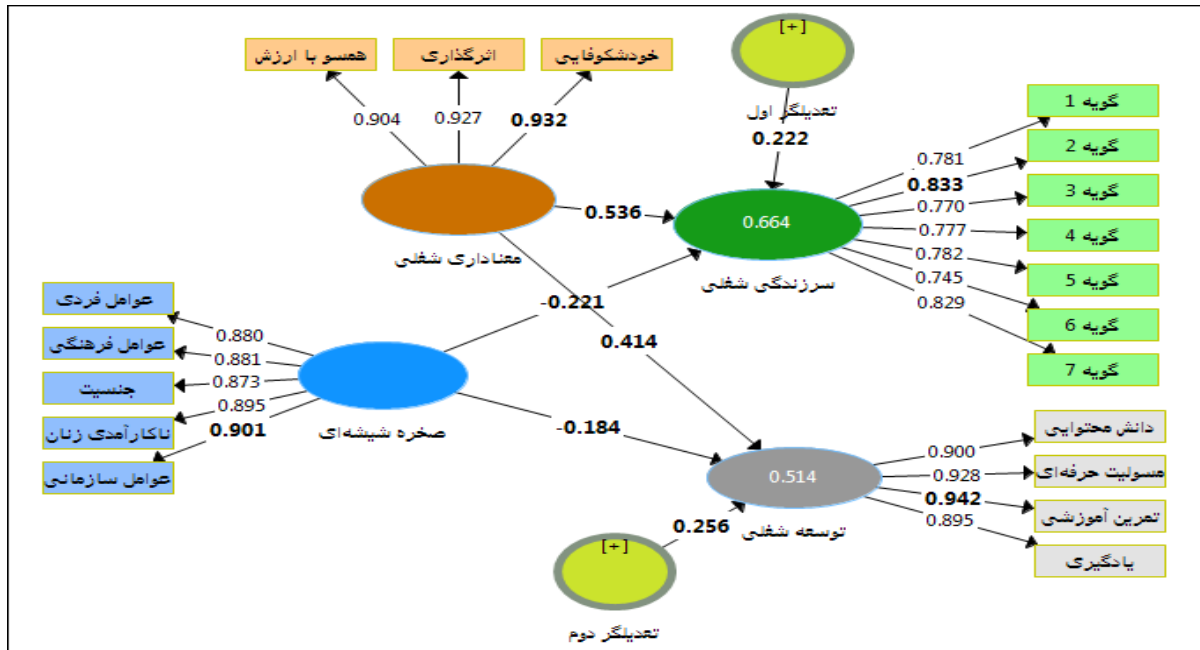 همسو با ارزش
اثرگذاری
خودشکوفایی
[+]
تعدیلگر اول
0.904
0.927
0.932
0.222
گویه 1
گویه 2
گویه 3
گویه 4
گویه 5
گویه 6
گویه 7
0.781
0.833
0.770
0.777
0.782
0.745
0.829
0.536
0.664
معناداری شغلی
سرزندگی شغلی
-0.221
0.414
عوامل فردی
عوامل فرهنگی
جنسیت
ناکارآمدی زنان
عوامل سازمانی
0.880
0.881
0.873
0.895
0.901
صخره شیشه‌ای
-0.184
0.514
توسعه شغلی
0.900
0.928
0.942
0.895
دانش محتوایی
مسولیت حرفه‌ای
تمرین آموزشی
یادگیری
0.256
[+]
تعدیلگر دوم